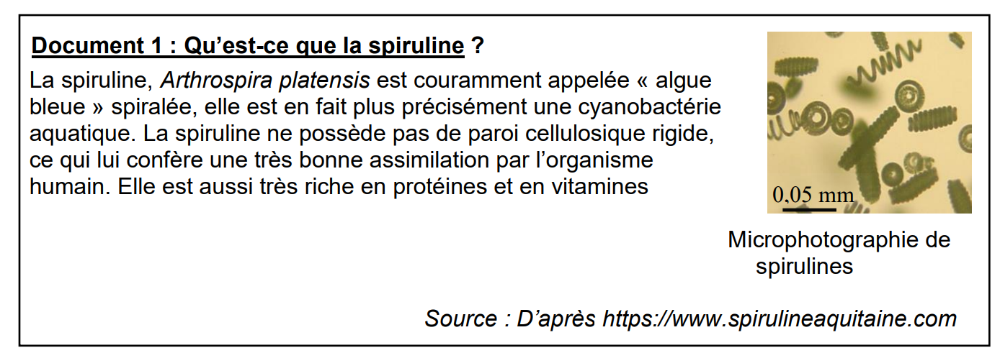 Document 1 : Qu’est-ce que la spiruline ?
La spiruline, Arthrospira platensis est couramment appelée « algue
bleue » spiralée, elle est en fait plus précisément une cyanobactérie
aquatique. La spiruline ne possède pas de paroi cellulosique rigide,
ce qui lui confère une très bonne assimilation par l’organisme
humain. Elle est aussi très riche en protéines et en vitamines
0,05 mm
Microphotographie de
spirulines
Source : D’après https://www.spirulineaquitaine.com